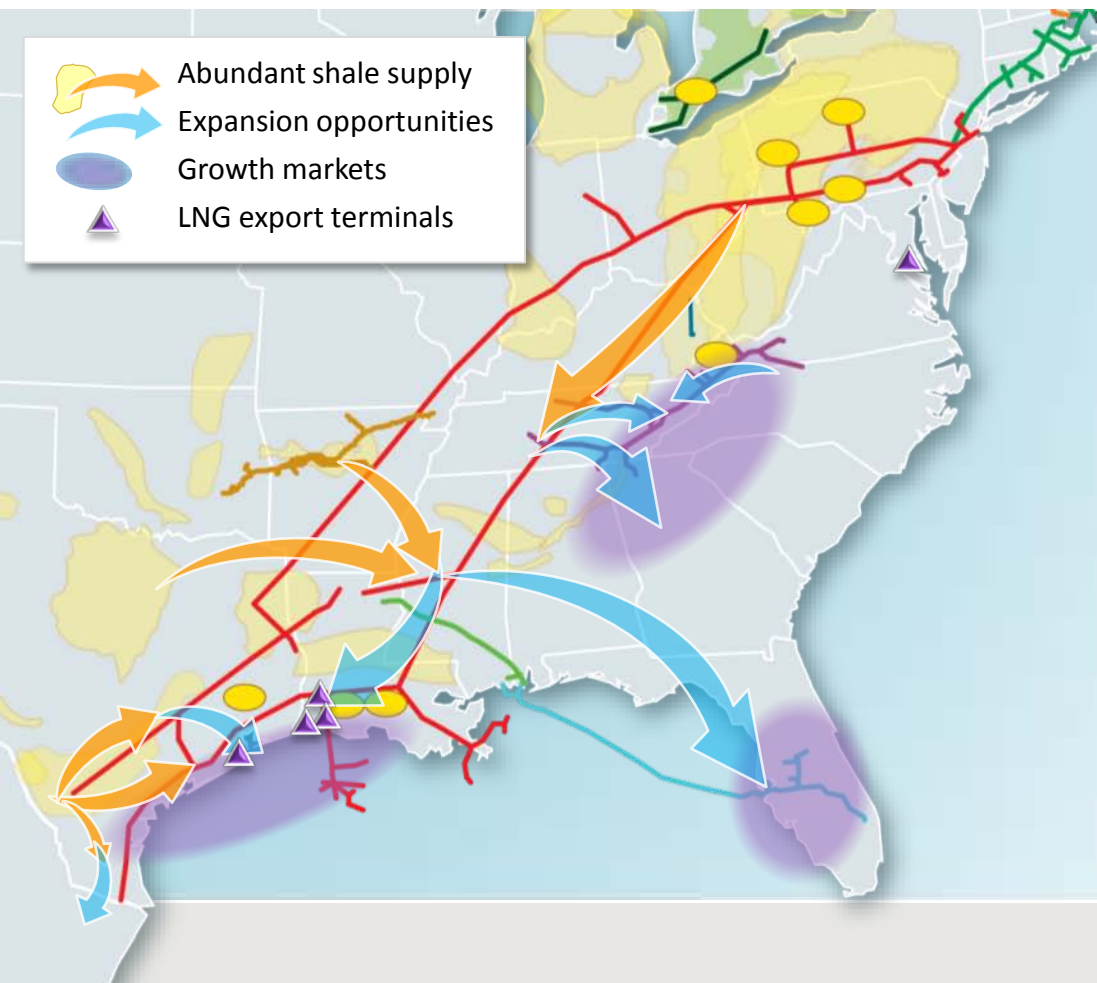 Abundant shale supply
Expansion opportunities
Growth markets
LNG export terminals